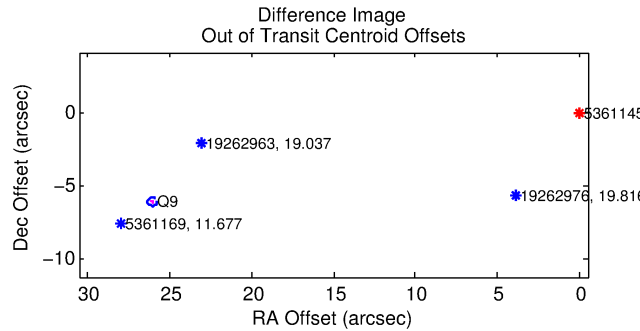 Difference Image
Out of Transit Centroid Offsets
Dec Offset (arcsec)
0
−5
−10
5361145
19262963, 19.037
19262976, 19.816
Q9
5361169, 11.677
30
25
20
15
10
5
0
RA Offset (arcsec)